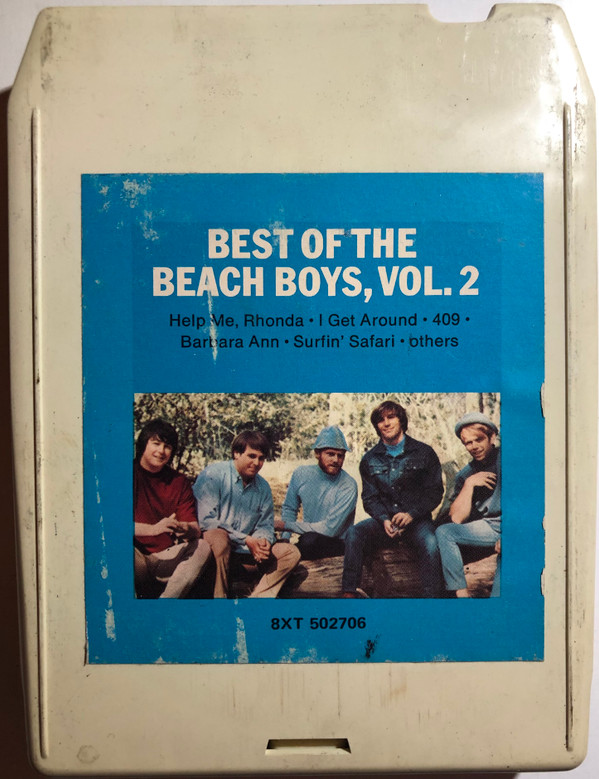 BEST OF THE
BEACH BOYS, VOL. 2
Help Me, Rhonda • I Get Around • 409 •
Barbara Ann • Surfin' Safari • others
8XT 502706